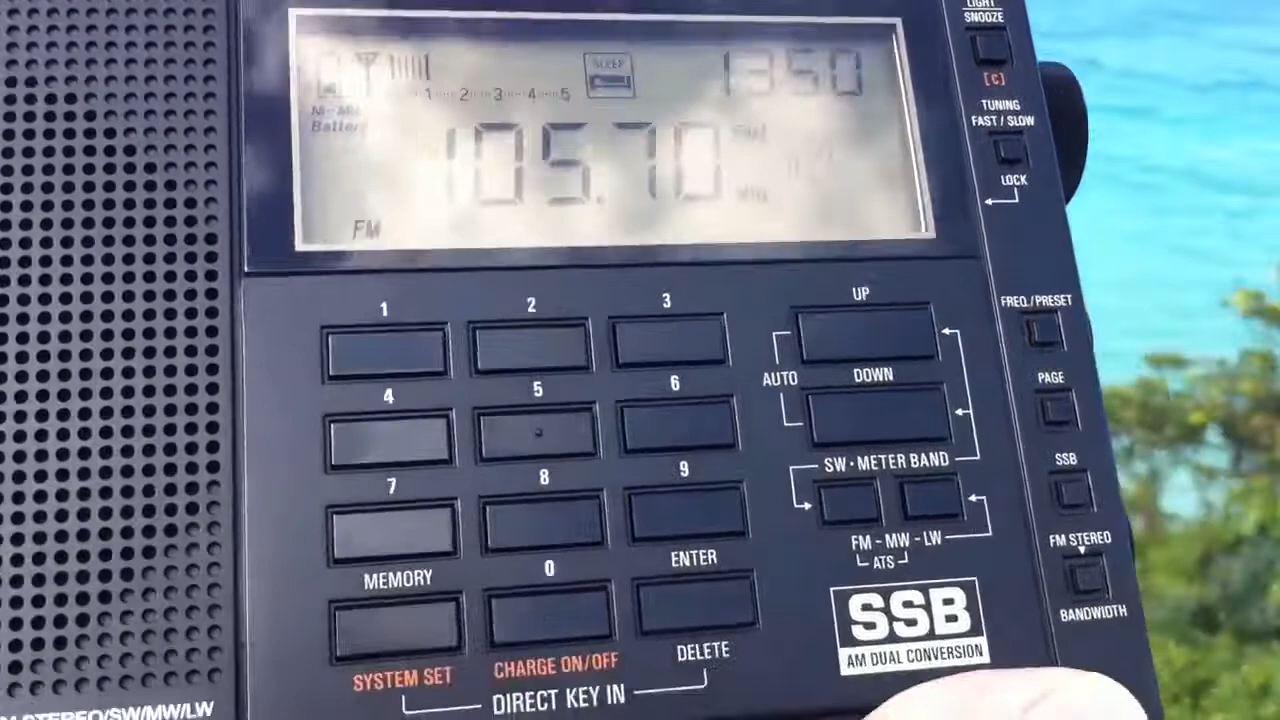 LIGHT
SNOOZE
SLEEP
13:50
1 2 3 4 5
[C]
Ni-MH
Battery
TUNING
FAST / SLOW
105.70
LOCK
FM
FREQ./PRESET
1 2 3 UP
AUTO
DOWN
PAGE
4 5 6
SW·METER BAND
SSB
7 8 9
FM - MW - LW
ATS
FM STEREO
BANDWIDTH
MEMORY 0 ENTER
SSB
AM DUAL CONVERSION
SYSTEM SET CHARGE ON/OFF DELETE
DIRECT KEY IN
STEREO/SW/MW/LW